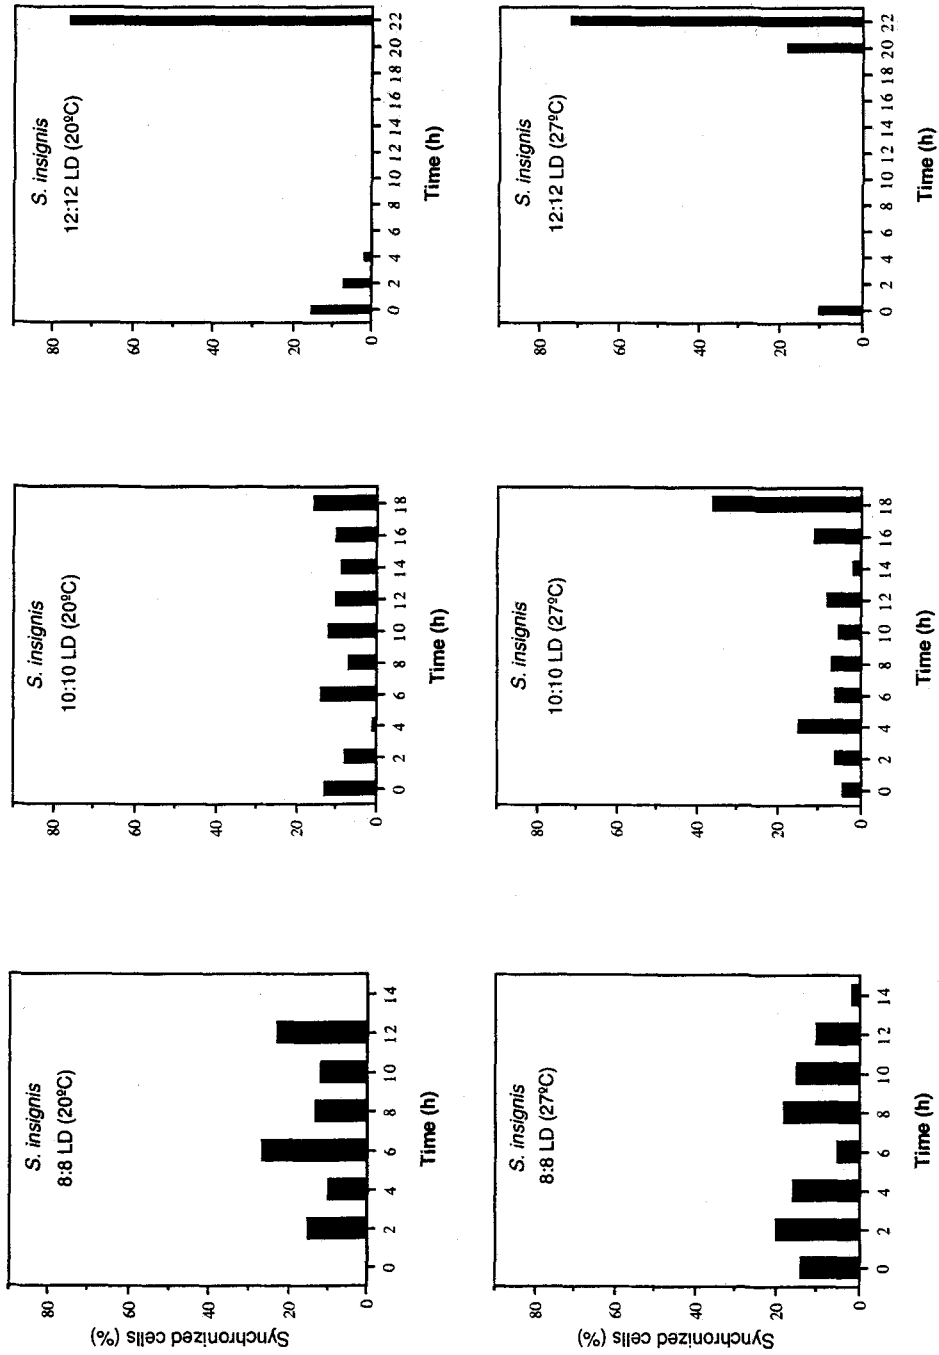 S. insignis
8:8 LD (20ºC)
80
60
40
20
0
Synchronized cells (%)
0 2 4 6 8 10 12 14
Time (h)
S. insignis
10:10 LD (20ºC)
80
60
40
20
0
0 2 4 6 8 10 12 14 16 18
Time (h)
S. insignis
12:12 LD (20ºC)
80
60
40
20
0
0 2 4 6 8 10 12 14 16 18 20 22
Time (h)
S. insignis
8:8 LD (27ºC)
80
60
40
20
0
Synchronized cells (%)
0 2 4 6 8 10 12 14
Time (h)
S. insignis
10:10 LD (27ºC)
80
60
40
20
0
0 2 4 6 8 10 12 14 16 18
Time (h)
S. insignis
12:12 LD (27ºC)
80
60
40
20
0
0 2 4 6 8 10 12 14 16 18 20 22
Time (h)